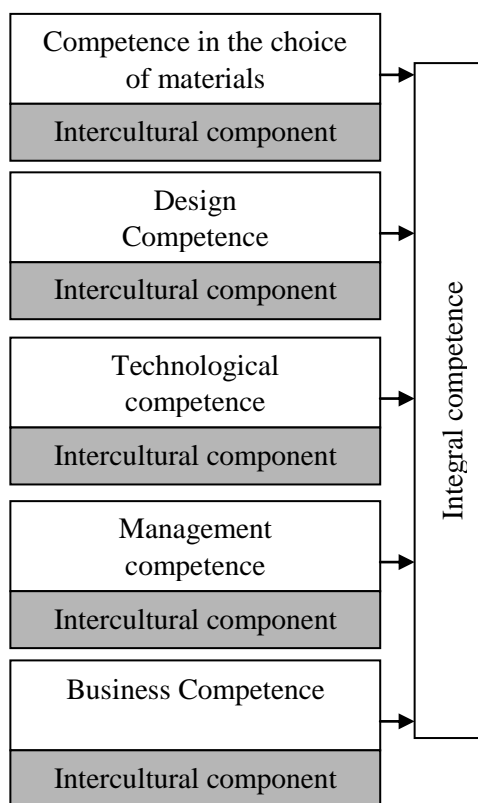 Competence in the choice
of materials
Intercultural component
Design
Competence
Intercultural component
Technological
competence
Intercultural component
Management
competence
Intercultural component
Business Competence
Intercultural component
Integral competence